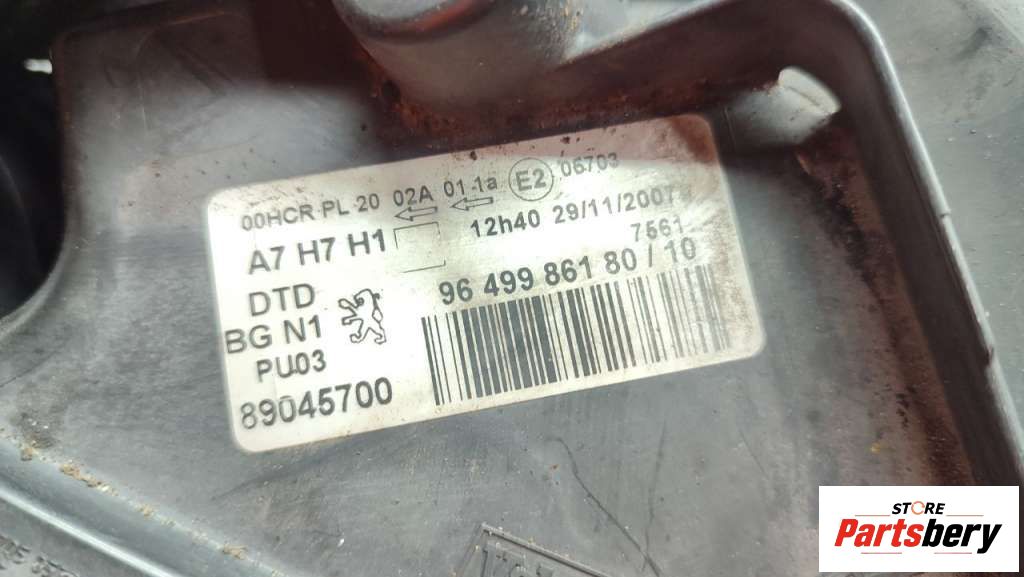 00HCR PL 20 02A 01 1a E2 06703
A7 H7 H1 12h40 29/11/2007
7561
DTD 96 499 861 80 / 10
BG N1
PU03
89045700
STORE
Partsbery